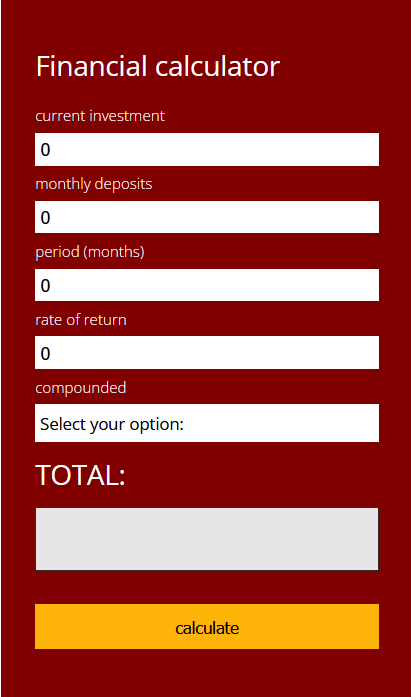 Financial calculator
current investment
0
monthly deposits
0
period (months)
0
rate of return
0
compounded
Select your option:
TOTAL:
calculate